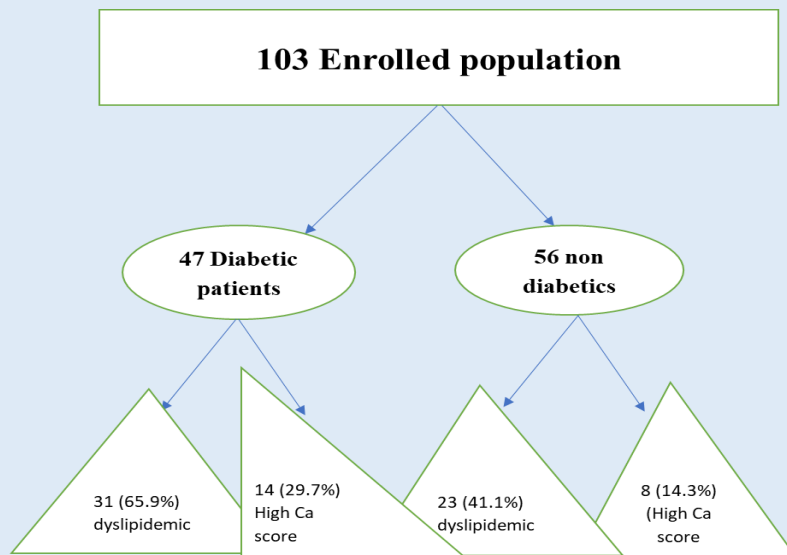 103 Enrolled population
47 Diabetic
patients
56 non
diabetics
31 (65.9%)
dyslipidemic
14 (29.7%)
High Ca
score
23 (41.1%)
dyslipidemic
8 (14.3%)
(High Ca
score